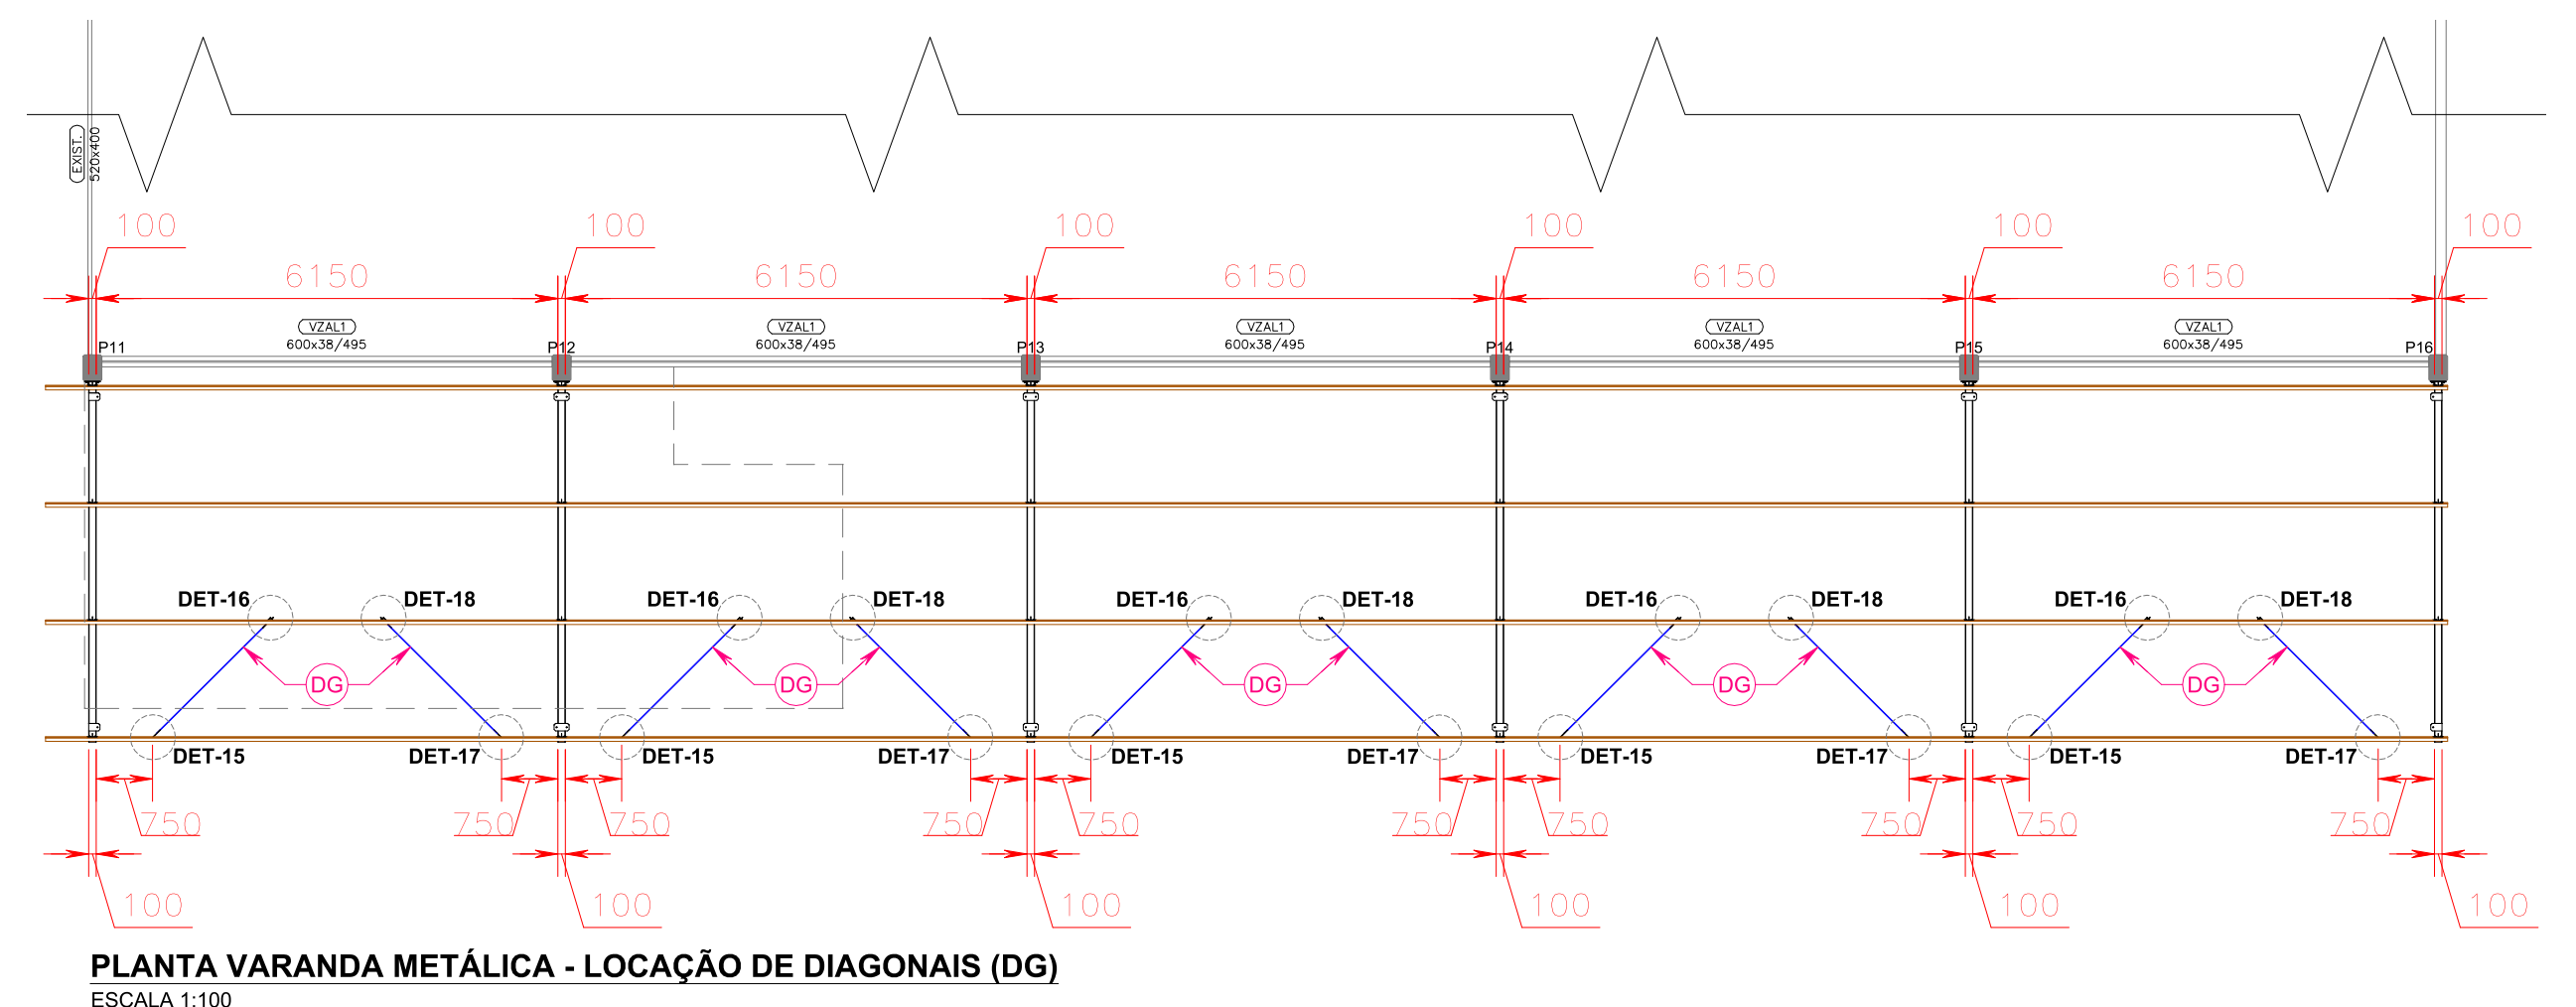 EXIST.
520x400
100 100 100 100 100 100
6150 6150 6150 6150 6150
VZAL1 VZAL1 VZAL1 VZAL1 VZAL1
600x38/495 600x38/495 600x38/495 600x38/495 600x38/495
P11 P12 P13 P14 P15 P16
DET-16 DET-18 DET-16 DET-18 DET-16 DET-18 DET-16 DET-18 DET-16 DET-18
DG DG DG DG DG
DET-15 DET-17 DET-15 DET-17 DET-15 DET-17 DET-15 DET-17 DET-15 DET-17
750 750 750 750 750 750 750 750 750 750
100 100 100 100 100 100
PLANTA VARANDA METÁLICA - LOCAÇÃO DE DIAGONAIS (DG)
ESCALA 1:100